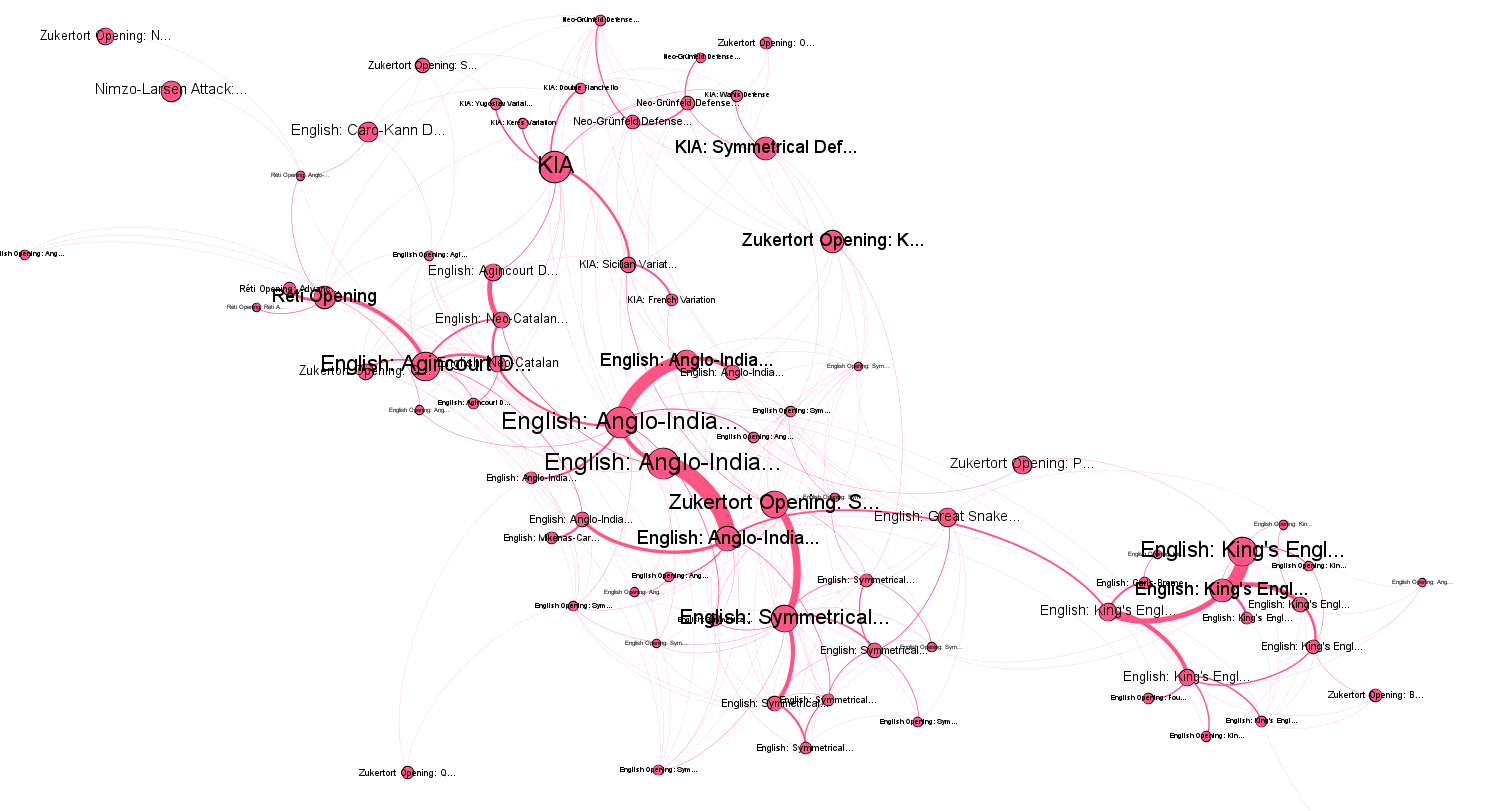 Neo-Grünfeld Defense...
Zukertort Opening: N...
Zukertort Opening: O...
Neo-Grünfeld Defense...
Zukertort Opening: S...
KIA: Double Fianchetto
Nimzo-Larsen Attack:...
KIA: Wahls Defense
KIA: Yugoslav Variat...
Neo-Grünfeld Defense...
KIA: Keres Variation
Neo-Grünfeld Defense...
English: Caro-Kann D...
KIA: Symmetrical Def...
KIA
Réti Opening: Anglo-...
Zukertort Opening: K...
lish Opening: Ang...
English Opening: Agi...
KIA: Sicilian Variat...
English: Agincourt D...
Réti Opening: Advanc...
Réti Opening
KIA: French Variation
Réti Opening: Réti A...
English: Neo-Catalan...
English: Anglo-India...
English: Neo-Catalan
English: Agincourt D...
English Opening: Sym...
Zukertort Opening: Q...
English: Anglo-India...
English: Agincourt D...
English Opening: Ang...
English Opening: Sym...
English: Anglo-India...
English Opening: Ang...
English: Anglo-India...
Zukertort Opening: P...
English: Anglo-India...
English Opening: Sym...
Zukertort Opening: S...
English: Great Snake...
English: Anglo-India...
English Opening: Kin...
English: Mikenas-Car...
English: Anglo-India...
English: King's Engl...
English Opening: Kin...
English Opening: Ang...
English: Symmetrical...
English Opening: Ang...
English: Carls-Breme...
English: King's Engl...
English Opening: Ang...
English Opening: Sym...
English: King's Engl...
English: King's Engl...
English: Symmetrical...
English: King's Engl...
English Opening: Sym...
English: Symmetrical...
English Opening: Sym...
English: King's Engl...
English: King's Engl...
Zukertort Opening: B...
English Opening: Fou...
English: Symmetrical...
English: Symmetrical...
English Opening: Sym...
English: King's Engl...
English Opening: Kin...
English: Symmetrical...
English Opening: Sym...
Zukertort Opening: Q...